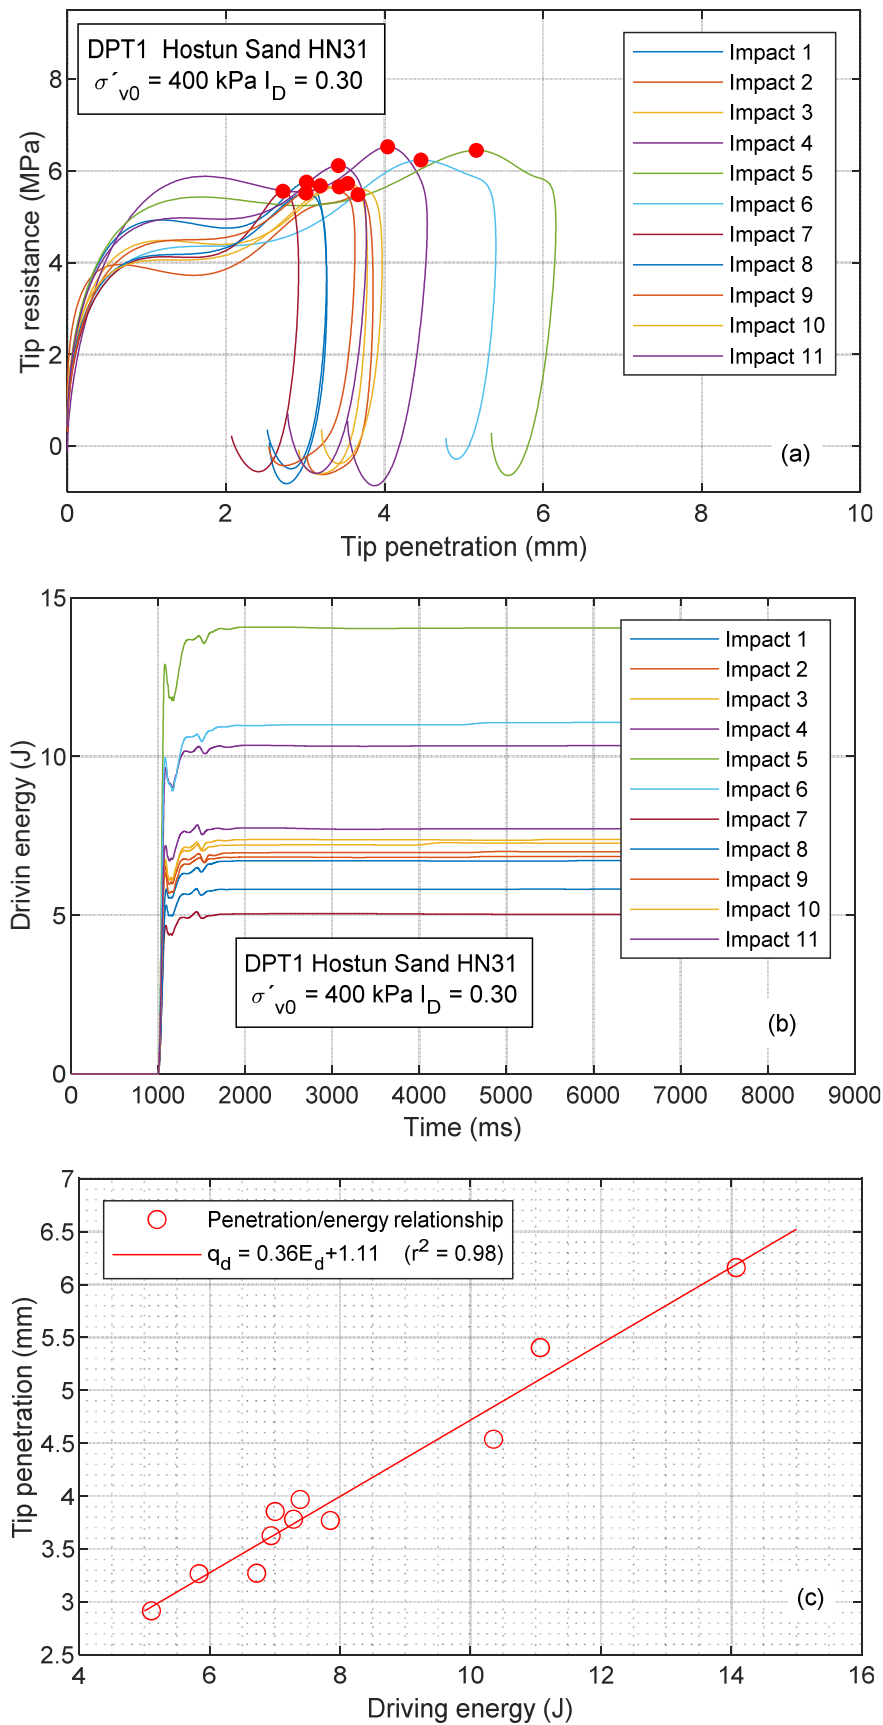 DPT1 Hostun Sand HN31
σ´v0 = 400 kPa ID = 0.30
Impact 1
Impact 2
Impact 3
Impact 4
Impact 5
Impact 6
Impact 7
Impact 8
Impact 9
Impact 10
Impact 11
8
6
4
2
0
Tip resistance (MPa)
(a)
0 2 4 6 8 10
Tip penetration (mm)
15
10
5
0
Drivin energy (J)
Impact 1
Impact 2
Impact 3
Impact 4
Impact 5
Impact 6
Impact 7
Impact 8
Impact 9
Impact 10
Impact 11
DPT1 Hostun Sand HN31
σ´v0 = 400 kPa ID = 0.30
(b)
0 1000 2000 3000 4000 5000 6000 7000 8000 9000
Time (ms)
7
6.5
6
5.5
5
4.5
4
3.5
3
2.5
Tip penetration (mm)
Penetration/energy relationship
qd = 0.36Ed+1.11 (r² = 0.98)
(c)
4 6 8 10 12 14 16
Driving energy (J)